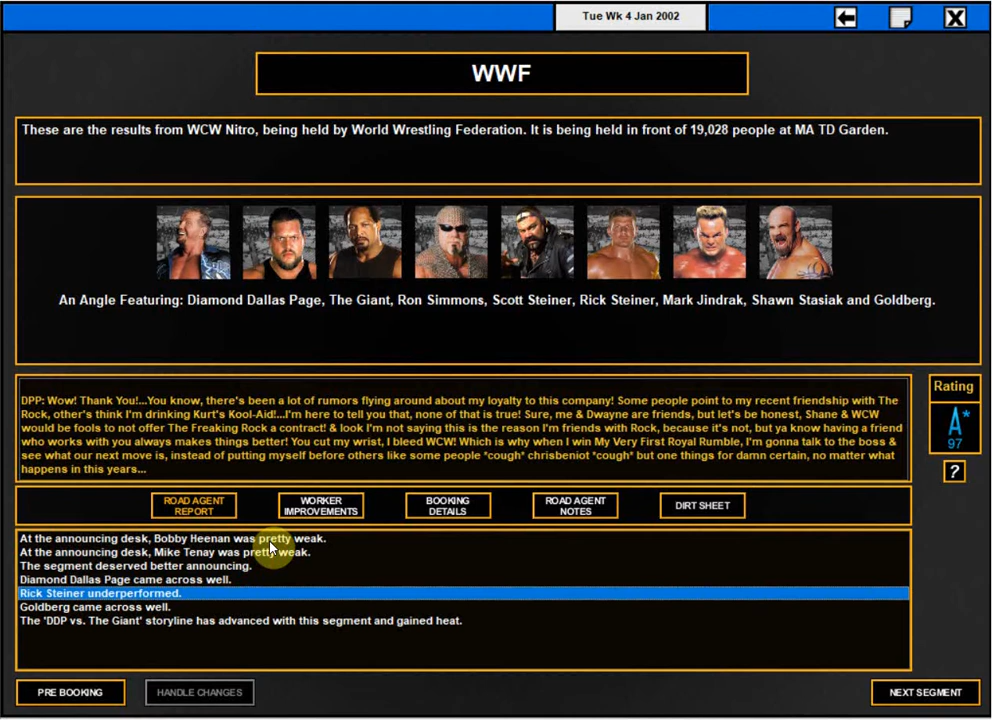 Tue Wk 4 Jan 2002
WWF
These are the results from WCW Nitro, being held by World Wrestling Federation. It is being held in front of 19,028 people at MA TD Garden.
An Angle Featuring: Diamond Dallas Page, The Giant, Ron Simmons, Scott Steiner, Rick Steiner, Mark Jindrak, Shawn Stasiak and Goldberg.
DPP: Wow! Thank You!...You know, there's been a lot of rumors flying around about my loyalty to this company! Some people point to my recent friendship with The
Rock, other's think I'm drinking Kurt's Kool-Aid!...I'm here to tell you that, none of that is true! Sure, me & Dwayne are friends, but let's be honest, Shane & WCW
would be fools to not offer The Freaking Rock a contract! & look I'm not saying this is the reason I'm friends with Rock, because it's not, but ya know having a friend
who works with you always makes things better! You cut my wrist, I bleed WCW! Which is why when I win My Very First Royal Rumble, I'm gonna talk to the boss &
see what our next move is, instead of putting myself before others like some people *cough* chrisbeniot *cough* but one things for damn certain, no matter what
happens in this years...
Rating
A*
97
?
ROAD AGENT
REPORT
WORKER
IMPROVEMENTS
BOOKING
DETAILS
ROAD AGENT
NOTES
DIRT SHEET
At the announcing desk, Bobby Heenan was pretty weak.
At the announcing desk, Mike Tenay was pretty weak.
The segment deserved better announcing.
Diamond Dallas Page came across well.
Rick Steiner underperformed.
Goldberg came across well.
The 'DDP vs. The Giant' storyline has advanced with this segment and gained heat.
PRE BOOKING
HANDLE CHANGES
NEXT SEGMENT